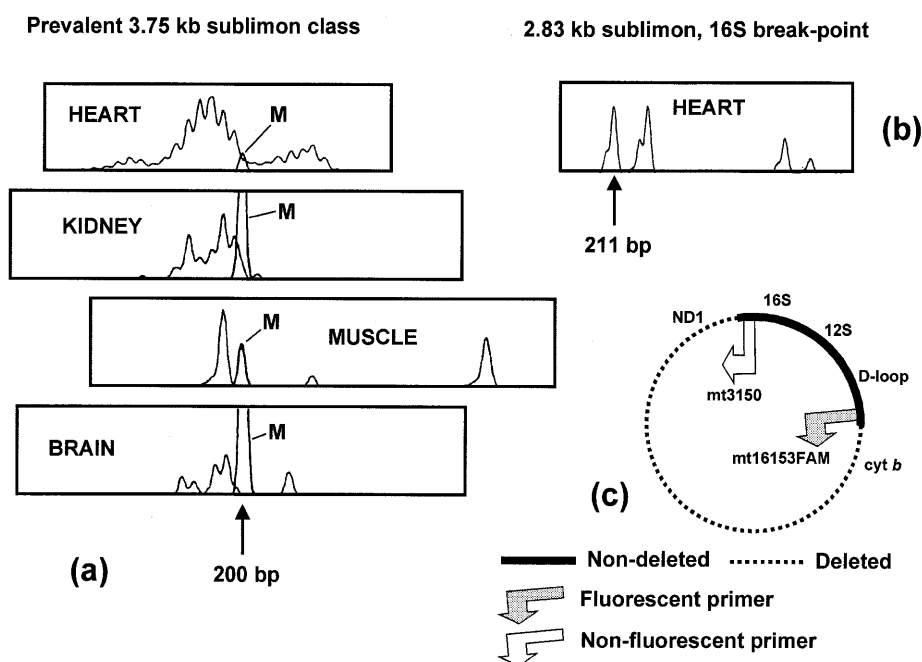 Prevalent 3.75 kb sublimon class
2.83 kb sublimon, 16S break-point
HEART
M
KIDNEY
M
MUSCLE
M
BRAIN
M
(a)
200 bp
HEART
(b)
211 bp
16S
ND1
12S
D-loop
mt3150
mt16153FAM
cyt b
(c)
Non-deleted
Deleted
Fluorescent primer
Non-fluorescent primer